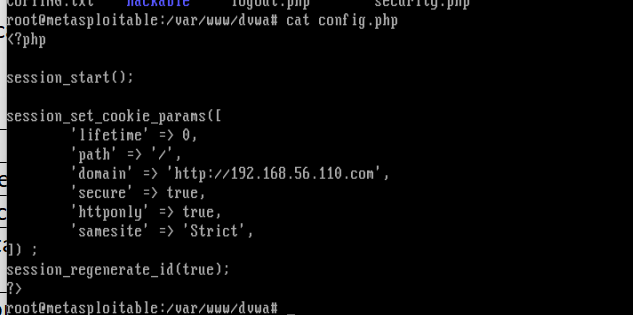 hackable logout.php security.php
root@metasploitable:/var/www/dvwa# cat config.php
<?php
session_start();
session_set_cookie_params([
'lifetime' => 0,
'path' => '/',
'domain' => 'http://192.168.56.110.com',
'secure' => true,
'httponly' => true,
'samesite' => 'Strict',
]) ;
session_regenerate_id(true);
?>
root@metasploitable:/var/www/dvwa# _